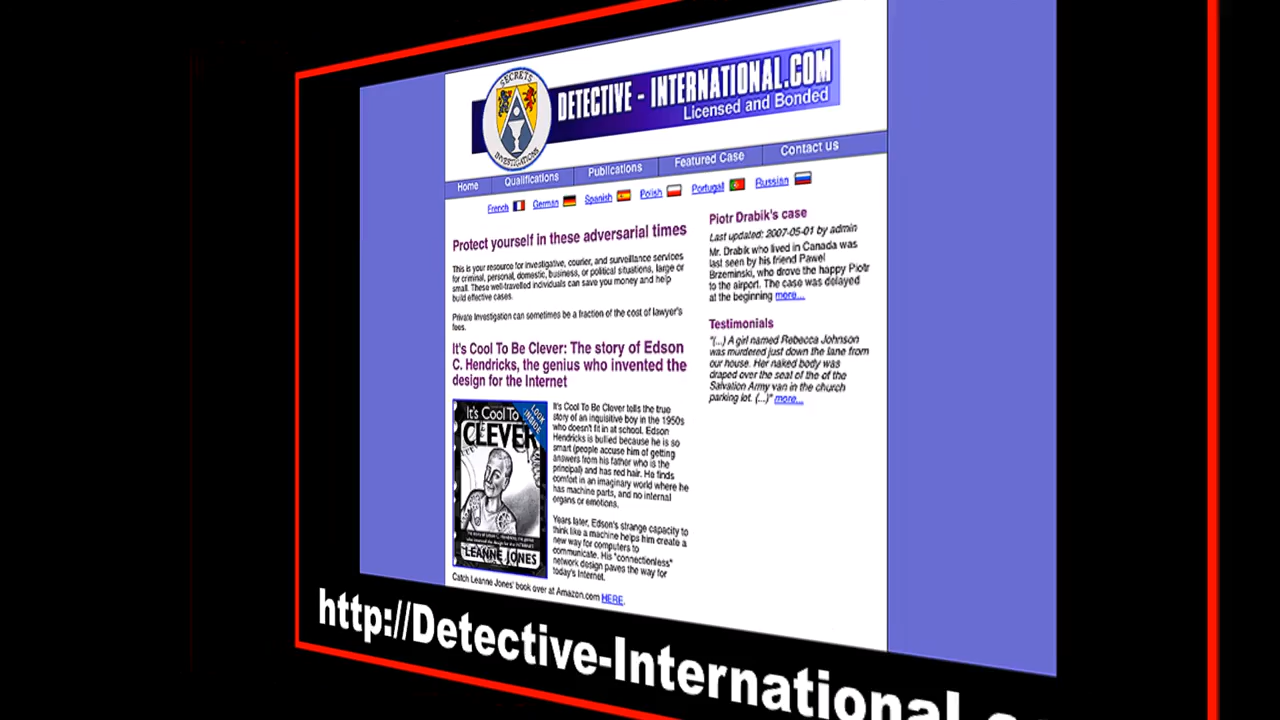 SECRETS
INVESTIGATIONS
DETECTIVE - INTERNATIONAL.COM
Licensed and Bonded
Home
Qualifications
Publications
Featured Case
Contact us
French
German
Spanish
Polish
Portugal
Russian
Protect yourself in these adversarial times
This is your resource for investigative, courier, and surveillance services
for criminal, personal, domestic, business, or political situations, large or
small. These well-travelled individuals can save you money and help
build effective cases.
Private Investigation can sometimes be a fraction of the cost of lawyer's
fees.
It's Cool To Be Clever: The story of Edson
C. Hendricks, the genius who invented the
design for the Internet
LOOK
INSIDE
It's Cool To
CLEVER
LEANNE JONES
It's Cool To Be Clever tells the true
story of an inquisitive boy in the 1950s
who doesn't fit in at school. Edson
Hendricks is bullied because he is so
smart (people accuse him of getting
answers from his father who is the
principal) and has red hair. He finds
comfort in an imaginary world where he
has machine parts, and no internal
organs or emotions.
Years later, Edson's strange capacity to
think like a machine helps him create a
new way for computers to
communicate. His "connectionless"
network design paves the way for
today's Internet.
Catch Leanne Jones' book over at Amazon.com HERE.
Piotr Drabik's case
Last updated: 2007-05-01 by admin
Mr. Drabik who lived in Canada was
last seen by his friend Pawel
Brzeminski, who drove the happy Piotr
to the airport. The case was delayed
at the beginning more...
Testimonials
"(...) A girl named Rebecca Johnson
was murdered just down the lane from
our house. Her naked body was
draped over the seat of the of the
Salvation Army van in the church
parking lot. (...)" more...
http://Detective-International.